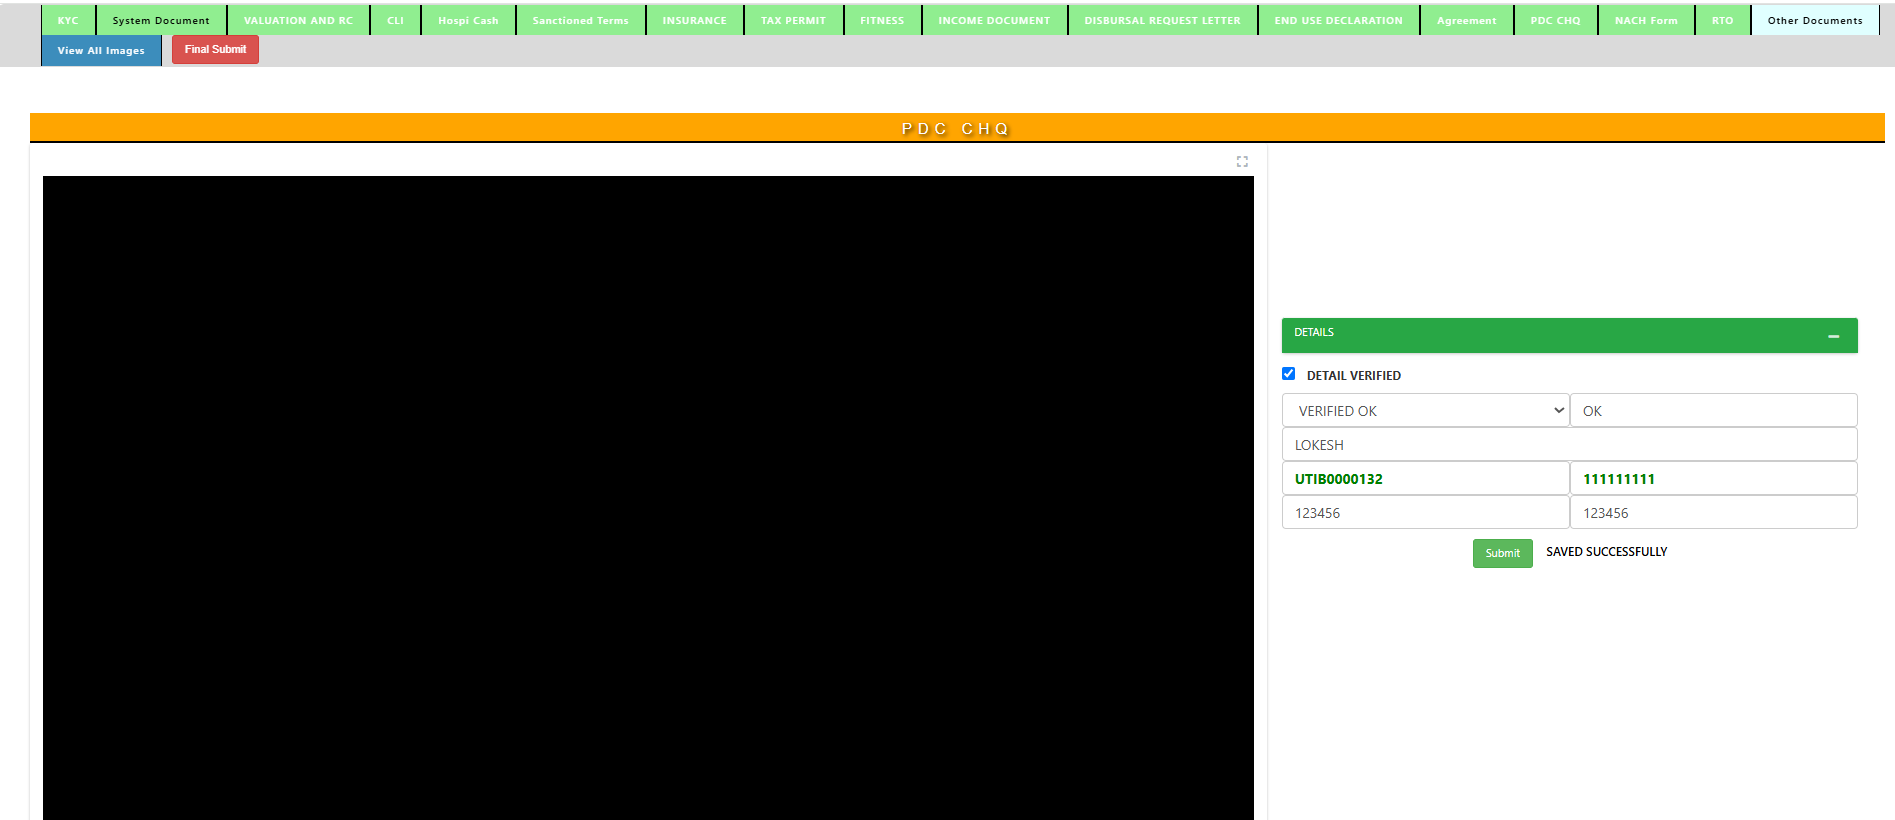 KYC System Document VALUATION AND RC CLI Hospi Cash Sanctioned Terms INSURANCE TAX PERMIT FITNESS INCOME DOCUMENT DISBURSAL REQUEST LETTER END USE DECLARATION Agreement PDC CHQ NACH Form RTO Other Documents
View All Images Final Submit
PDC CHQ
DETAILS
DETAIL VERIFIED
VERIFIED OK OK
LOKESH
UTIB0000132 111111111
123456 123456
Submit SAVED SUCCESSFULLY